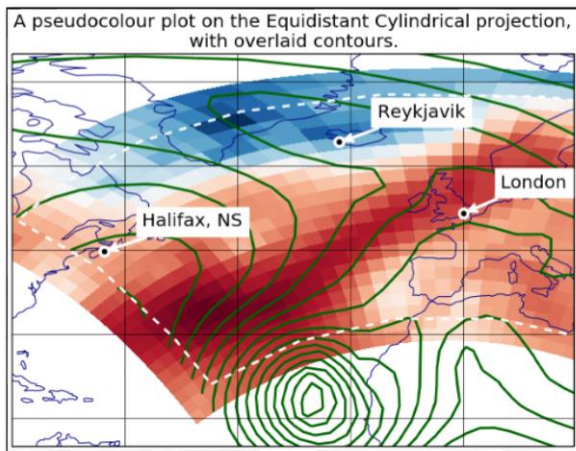 A pseudocolour plot on the Equidistant Cylindrical projection,
with overlaid contours.
Reykjavik
London
Halifax, NS